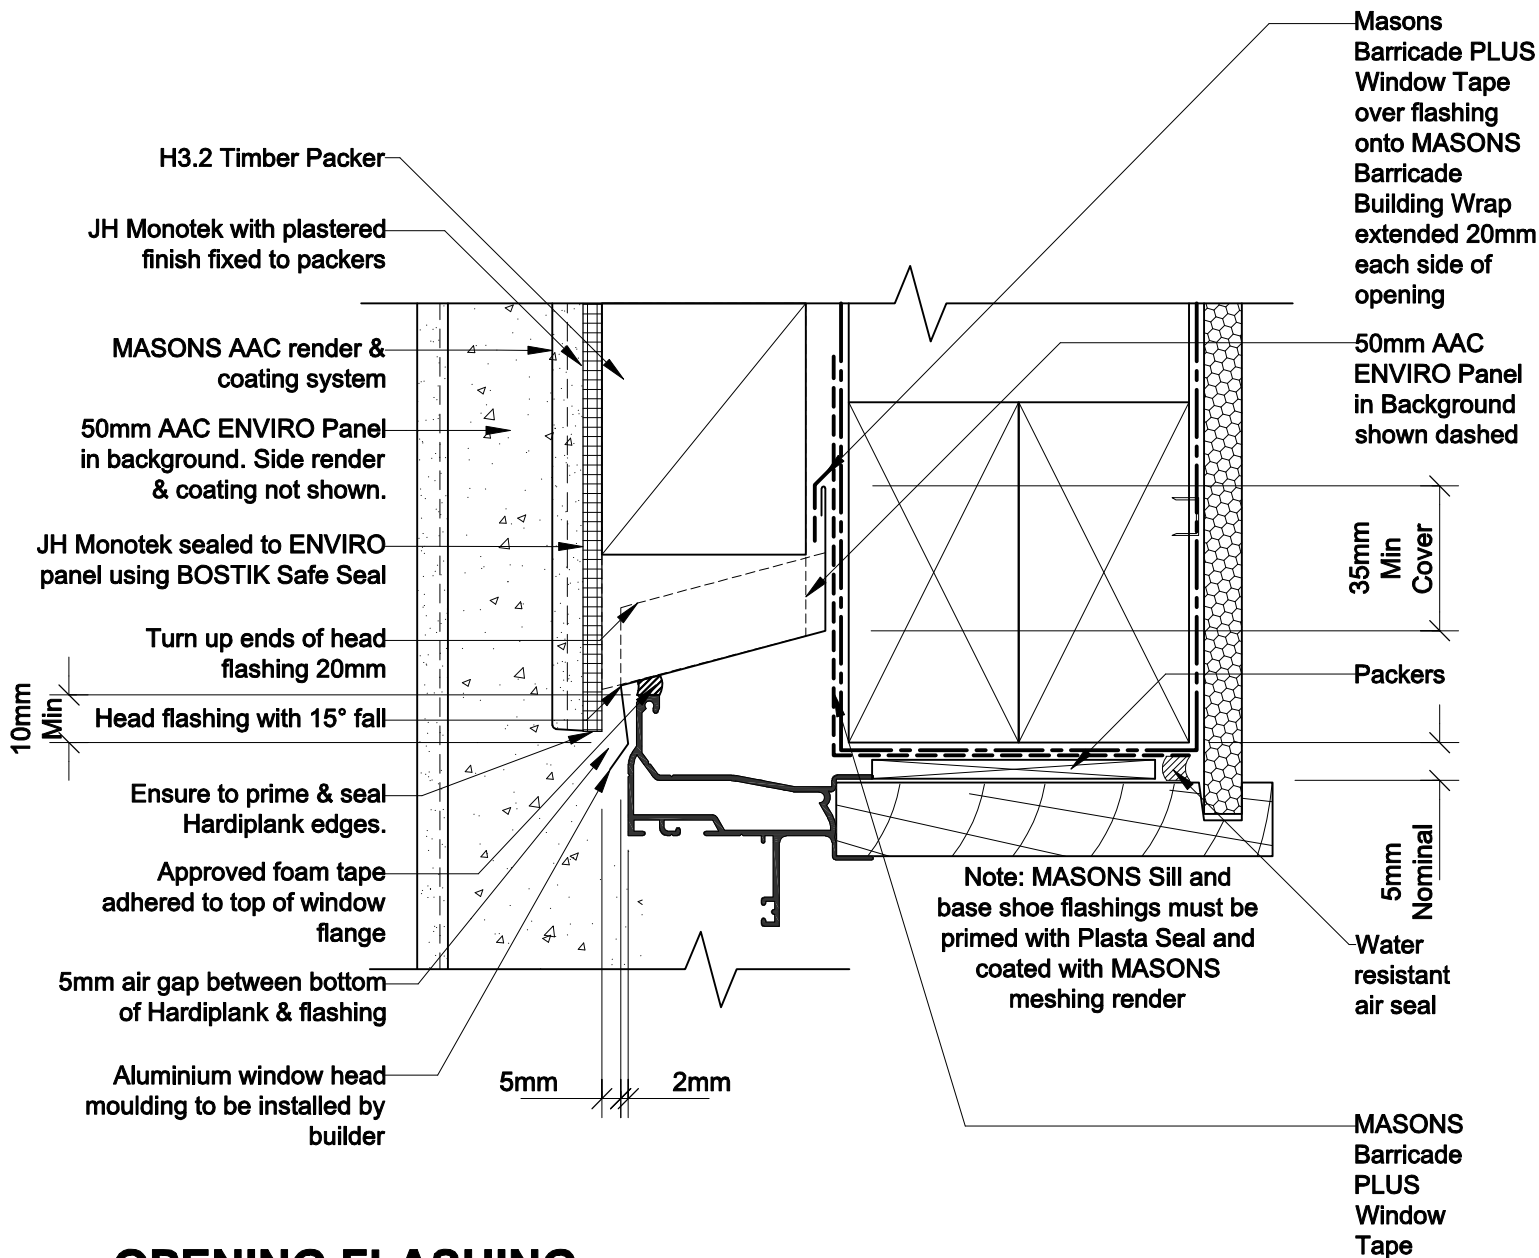 H3.2 Timber Packer
JH Monotek with plastered
finish fixed to packers
MASONS AAC render &
coating system
50mm AAC ENVIRO Panel
in background. Side render
& coating not shown.
JH Monotek sealed to ENVIRO
panel using BOSTIK Safe Seal
Turn up ends of head
flashing 20mm
10mm
Min
Head flashing with 15° fall
Ensure to prime & seal
Hardiplank edges.
Approved foam tape
adhered to top of window
flange
5mm air gap between bottom
of Hardiplank & flashing
Aluminium window head
moulding to be installed by
builder
5mm
2mm
Note: MASONS Sill and
base shoe flashings must be
primed with Plasta Seal and
coated with MASONS
meshing render
Masons
Barricade PLUS
Window Tape
over flashing
onto MASONS
Barricade
Building Wrap
extended 20mm
each side of
opening
50mm AAC
ENVIRO Panel
in Background
shown dashed
35mm
Min
Cover
Packers
5mm
Nominal
Water
resistant
air seal
MASONS
Barricade
PLUS
Window
Tape
OPENING FLASHING